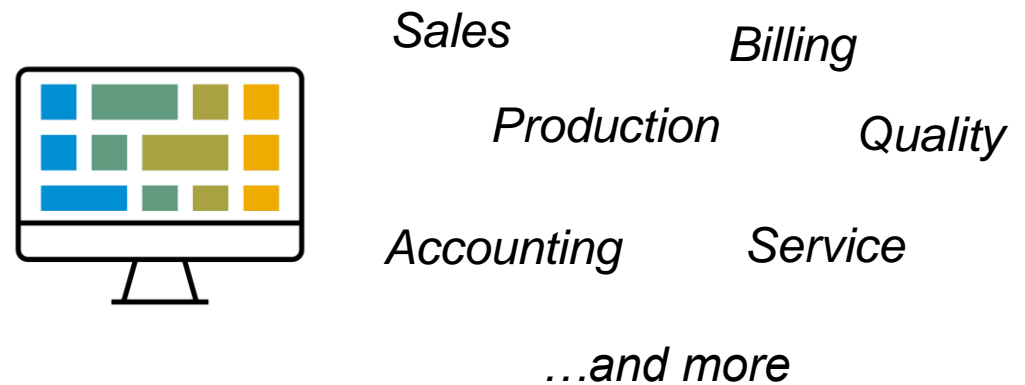 Sales
Billing
Production
Quality
Accounting
Service
…and more